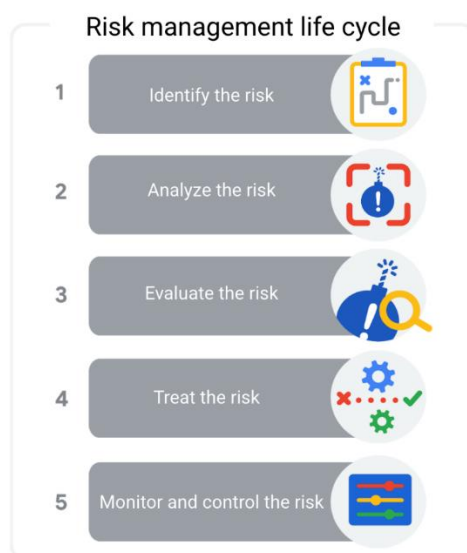 Risk management life cycle
1 Identify the risk
2 Analyze the risk
3 Evaluate the risk
4 Treat the risk
5 Monitor and control the risk